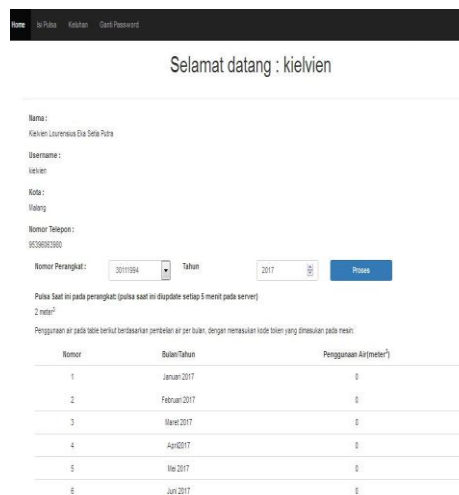 Home Isi Pulsa Keluhan Ganti Password
Selamat datang : kielvien
Nama :
Kielvien Lourensius Eka Setia Putra
Username :
kielvien
Kota :
Malang
Nomor Telepon :
95396063980
Nomor Perangkat : 30111994 Tahun 2017 Proses
Pulsa Saat ini pada perangkat: (pulsa saat ini diupdate setiap 5 menit pada server)
2 meter³
Penggunaan air pada table berikut berdasarkan pembelian air per bulan, dengan memasukan kode token yang dimasukan pada mesin:
Nomor Bulan/Tahun Penggunaan Air(meter³)
1 Januari 2017 0
2 Februari 2017 0
3 Maret 2017 0
4 April2017 0
5 Mei 2017 0
6 Juni 2017 0